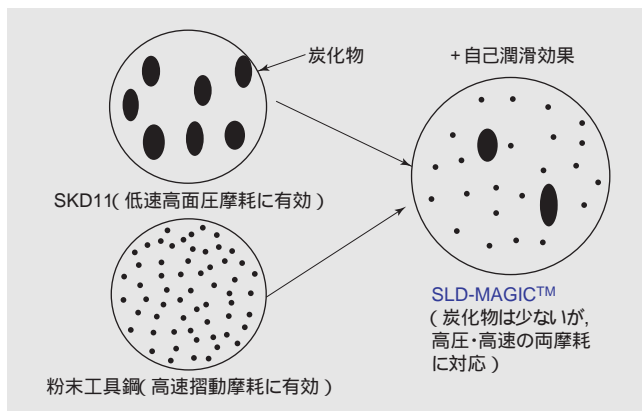 炭化物
+自己潤滑効果
SKD11(低速高面圧摩耗に有効)
SLD-MAGIC™
(炭化物は少ないが,
高圧・高速の両摩耗
に対応)
粉末工具鋼(高速摺動摩耗に有効)